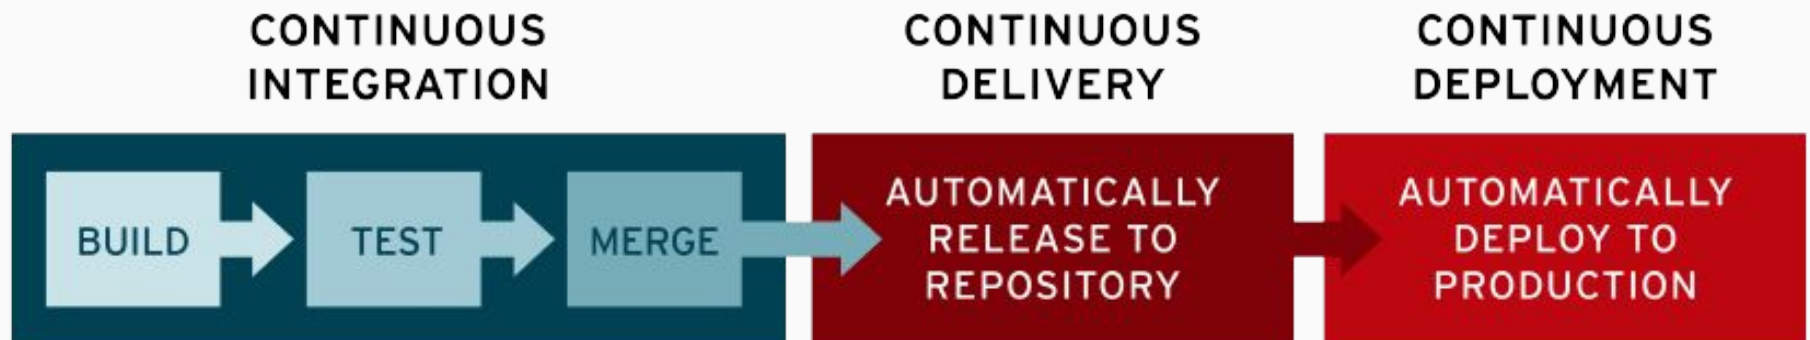 CONTINUOUS
INTEGRATION
BUILD
TEST
MERGE
CONTINUOUS
DELIVERY
AUTOMATICALLY
RELEASE TO
REPOSITORY
CONTINUOUS
DEPLOYMENT
AUTOMATICALLY
DEPLOY TO
PRODUCTION